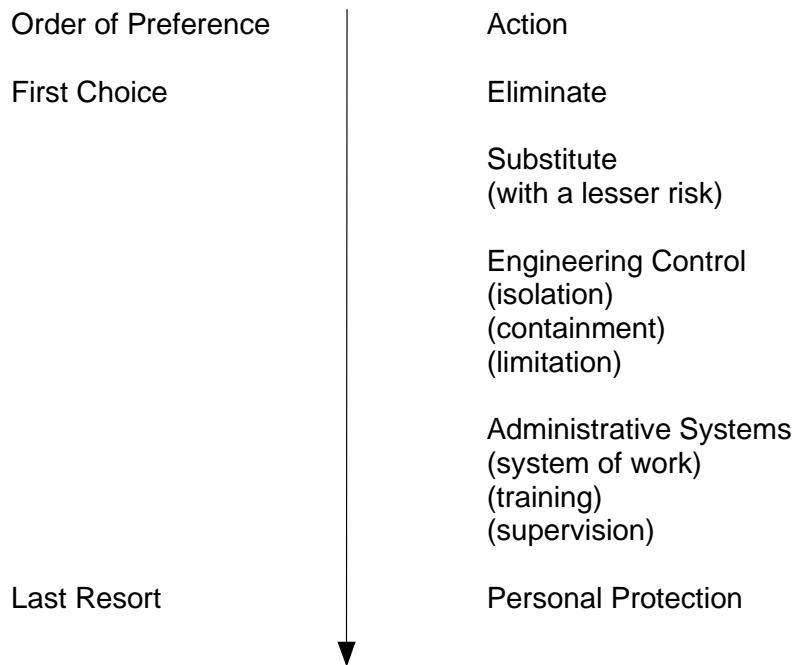 Order of Preference Action
First Choice Eliminate
Substitute
(with a lesser risk)
Engineering Control
(isolation)
(containment)
(limitation)
Administrative Systems
(system of work)
(training)
(supervision)
Last Resort Personal Protection